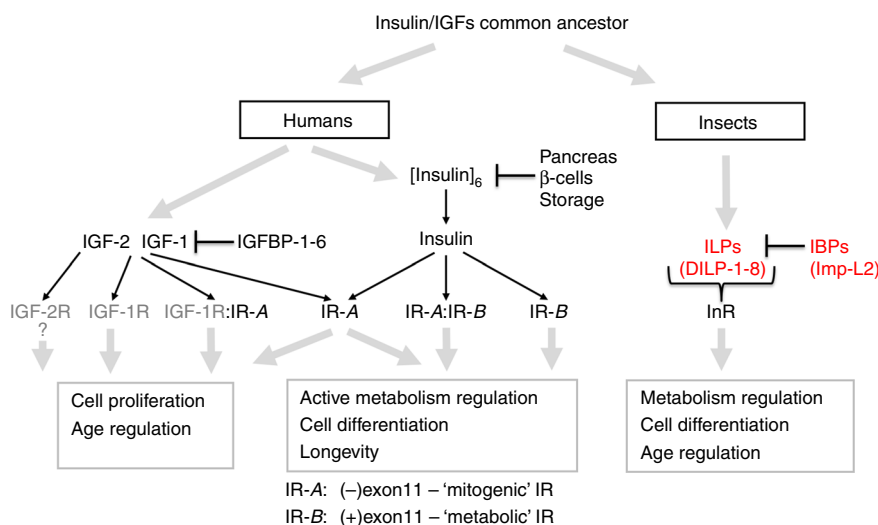 Insulin/IGFs common ancestor
Humans
Insects
[Insulin]6
Pancreas
β-cells
Storage
IGF-2 IGF-1
IGFBP-1-6
Insulin
ILPs
(DILP-1-8)
IBPs
(Imp-L2)
IGF-2R
?
IGF-1R
IGF-1R:IR-A
IR-A
IR-A:IR-B
IR-B
InR
Cell proliferation
Age regulation
Active metabolism regulation
Cell differentiation
Longevity
Metabolism regulation
Cell differentiation
Age regulation
IR-A: (–)exon11 – ‘mitogenic’ IR
IR-B: (+)exon11 – ‘metabolic’ IR